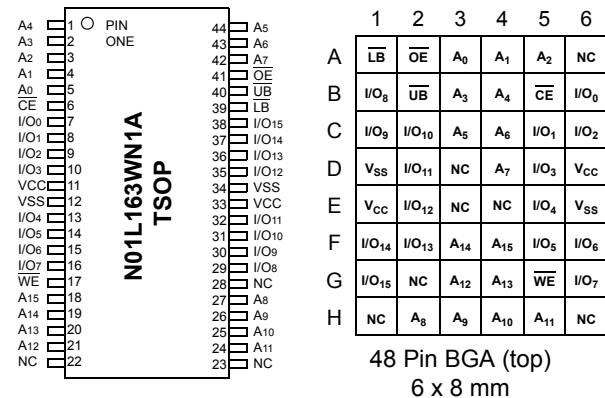 A4 1 PIN 44 A5
A3 2 ONE 43 A6
A2 3 42 A7
A1 4 41 OE
A0 5 40 UB
CE 6 39 LB
I/O0 7 38 I/O15
I/O1 8 37 I/O14
I/O2 9 36 I/O13
I/O3 10 35 I/O12
VCC 11 34 VSS
VSS 12 33 VCC
I/O4 13 32 I/O11
I/O5 14 31 I/O10
I/O6 15 30 I/O9
I/O7 16 29 I/O8
WE 17 28 NC
A15 18 27 A8
A14 19 26 A9
A13 20 25 A10
A12 21 24 A11
NC 22 23 NC
N01L163WN1A
TSOP
1 2 3 4 5 6
A LB OE A0 A1 A2 NC
B I/O8 UB A3 A4 CE I/O0
C I/O9 I/O10 A5 A6 I/O1 I/O2
D VSS I/O11 NC A7 I/O3 VCC
E VCC I/O12 NC NC I/O4 VSS
F I/O14 I/O13 A14 A15 I/O5 I/O6
G I/O15 NC A12 A13 WE I/O7
H NC A8 A9 A10 A11 NC
48 Pin BGA (top)
6 x 8 mm